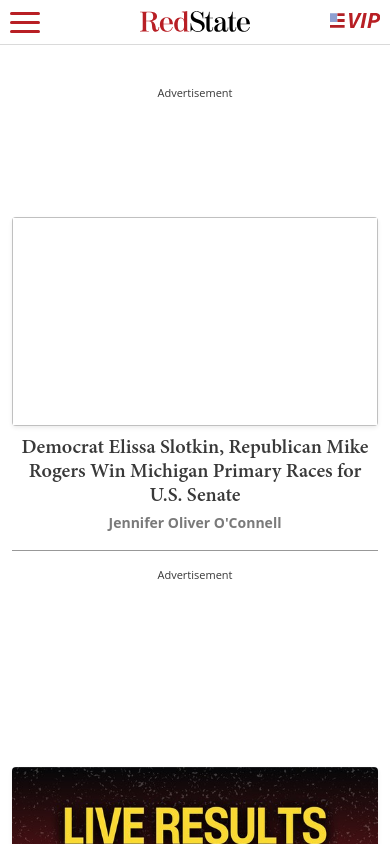 RedState
VIP
Advertisement
Democrat Elissa Slotkin, Republican Mike
Rogers Win Michigan Primary Races for
U.S. Senate
Jennifer Oliver O'Connell
Advertisement
LIVE RESULTS